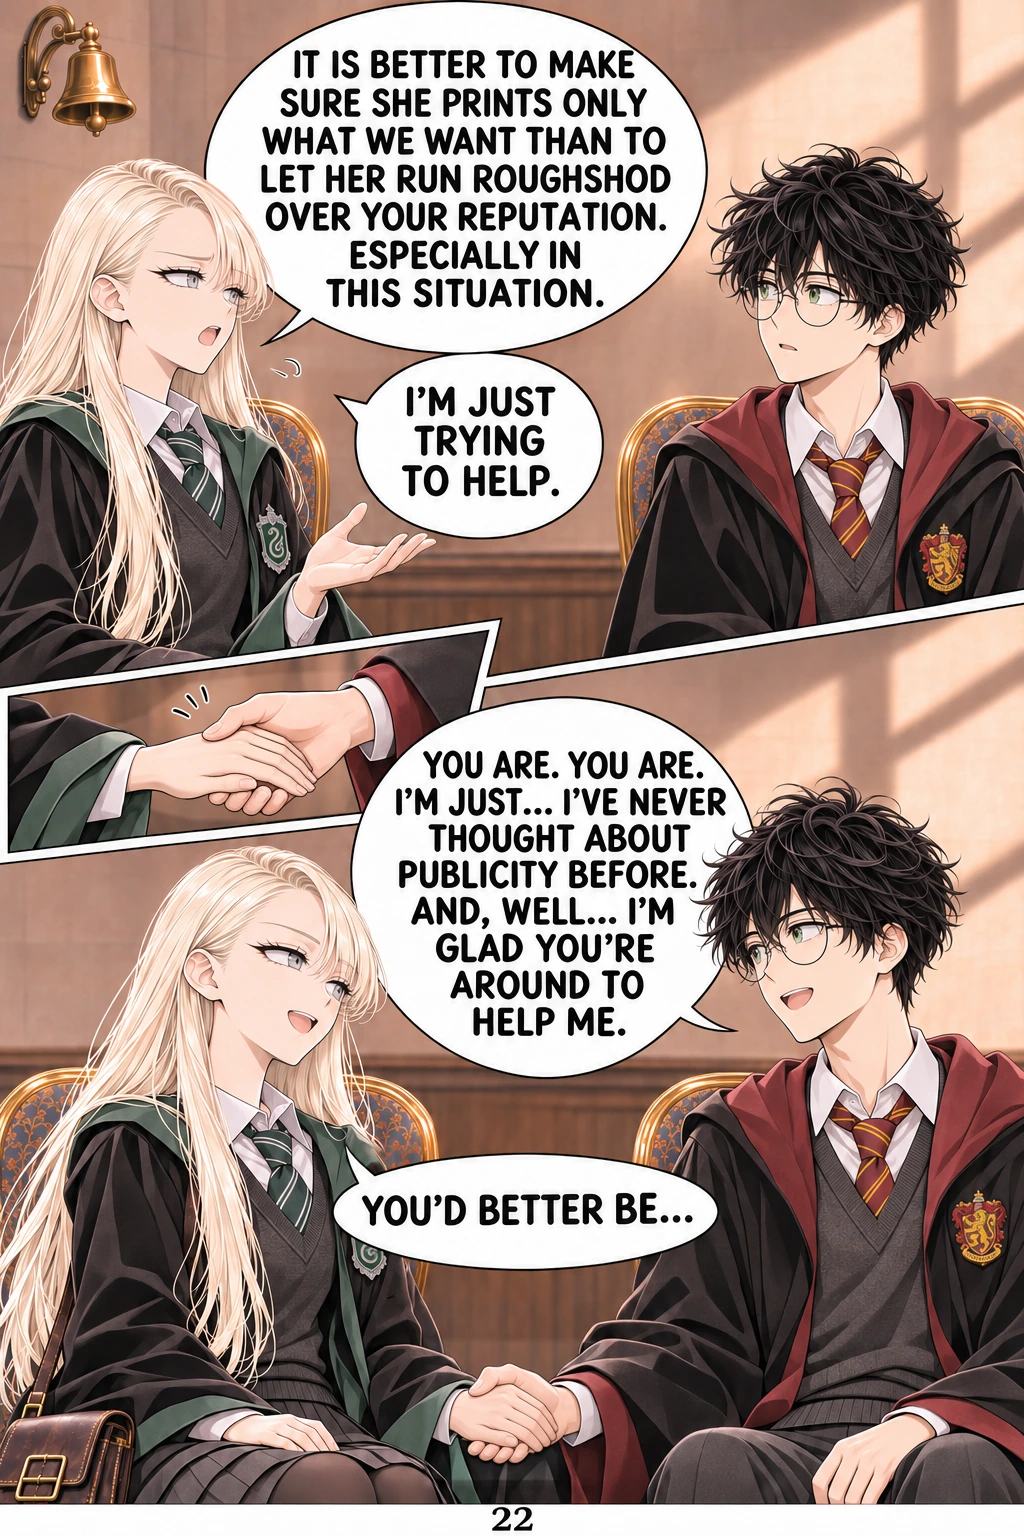 IT IS BETTER TO MAKE
SURE SHE PRINTS ONLY
WHAT WE WANT THAN TO
LET HER RUN ROUGHSHOD
OVER YOUR REPUTATION.
ESPECIALLY IN
THIS SITUATION.
I'M JUST
TRYING
TO HELP.
YOU ARE. YOU ARE.
I'M JUST... I'VE NEVER
THOUGHT ABOUT
PUBLICITY BEFORE.
AND, WELL... I'M
GLAD YOU'RE
AROUND TO
HELP ME.
YOU'D BETTER BE...
22